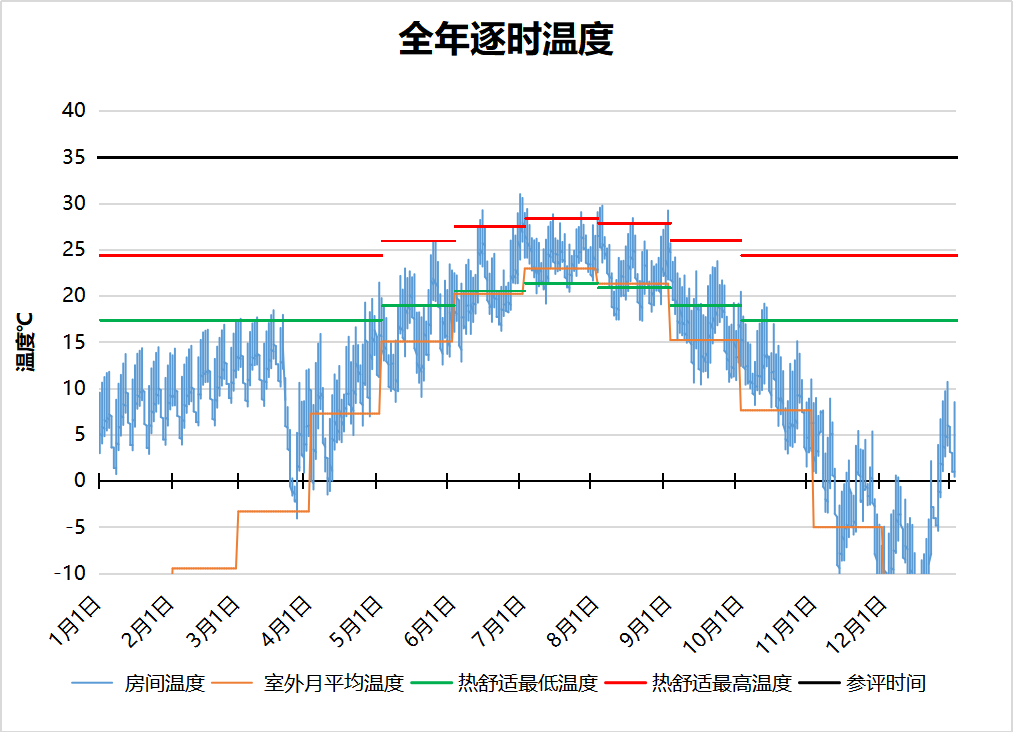 全年逐时温度
40
35
30
25
20
15
10
5
0
-5
-10
温度℃
1月1日
2月1日
3月1日
4月1日
5月1日
6月1日
7月1日
8月1日
9月1日
10月1日
11月1日
12月1日
房间温度 室外月平均温度 热舒适最低温度 热舒适最高温度 参评时间